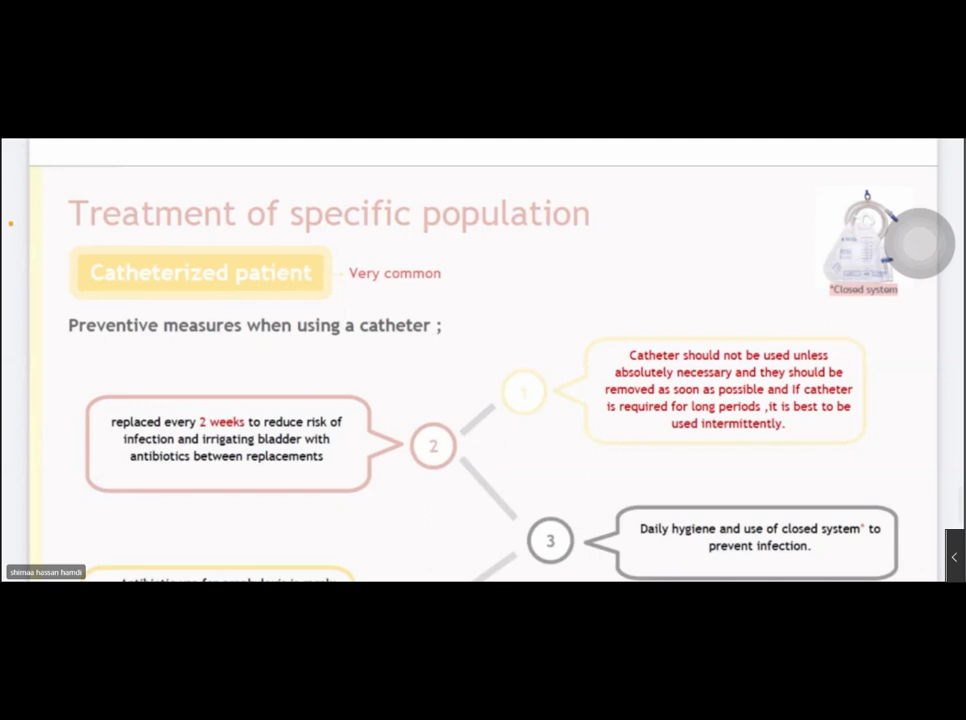 Treatment of specific population
Catheterized patient
Very common
*Closed system
Preventive measures when using a catheter ;
1
Catheter should not be used unless
absolutely necessary and they should be
removed as soon as possible and if catheter
is required for long periods ,it is best to be
used intermittently.
2
replaced every 2 weeks to reduce risk of
infection and irrigating bladder with
antibiotics between replacements
3
Daily hygiene and use of closed system* to
prevent infection.
shimaa hassan hamdi